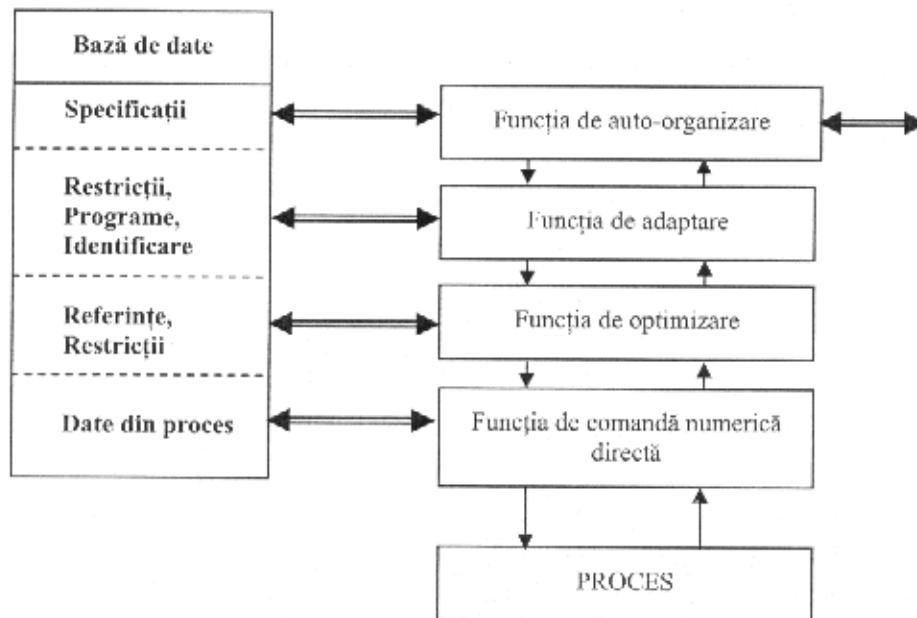 Bază de date
Specificații
Restricții,
Programe,
Identificare
Referințe,
Restricții
Date din proces
Funcția de auto-organizare
Funcția de adaptare
Funcția de optimizare
Funcția de comandă numerică
directă
PROCES